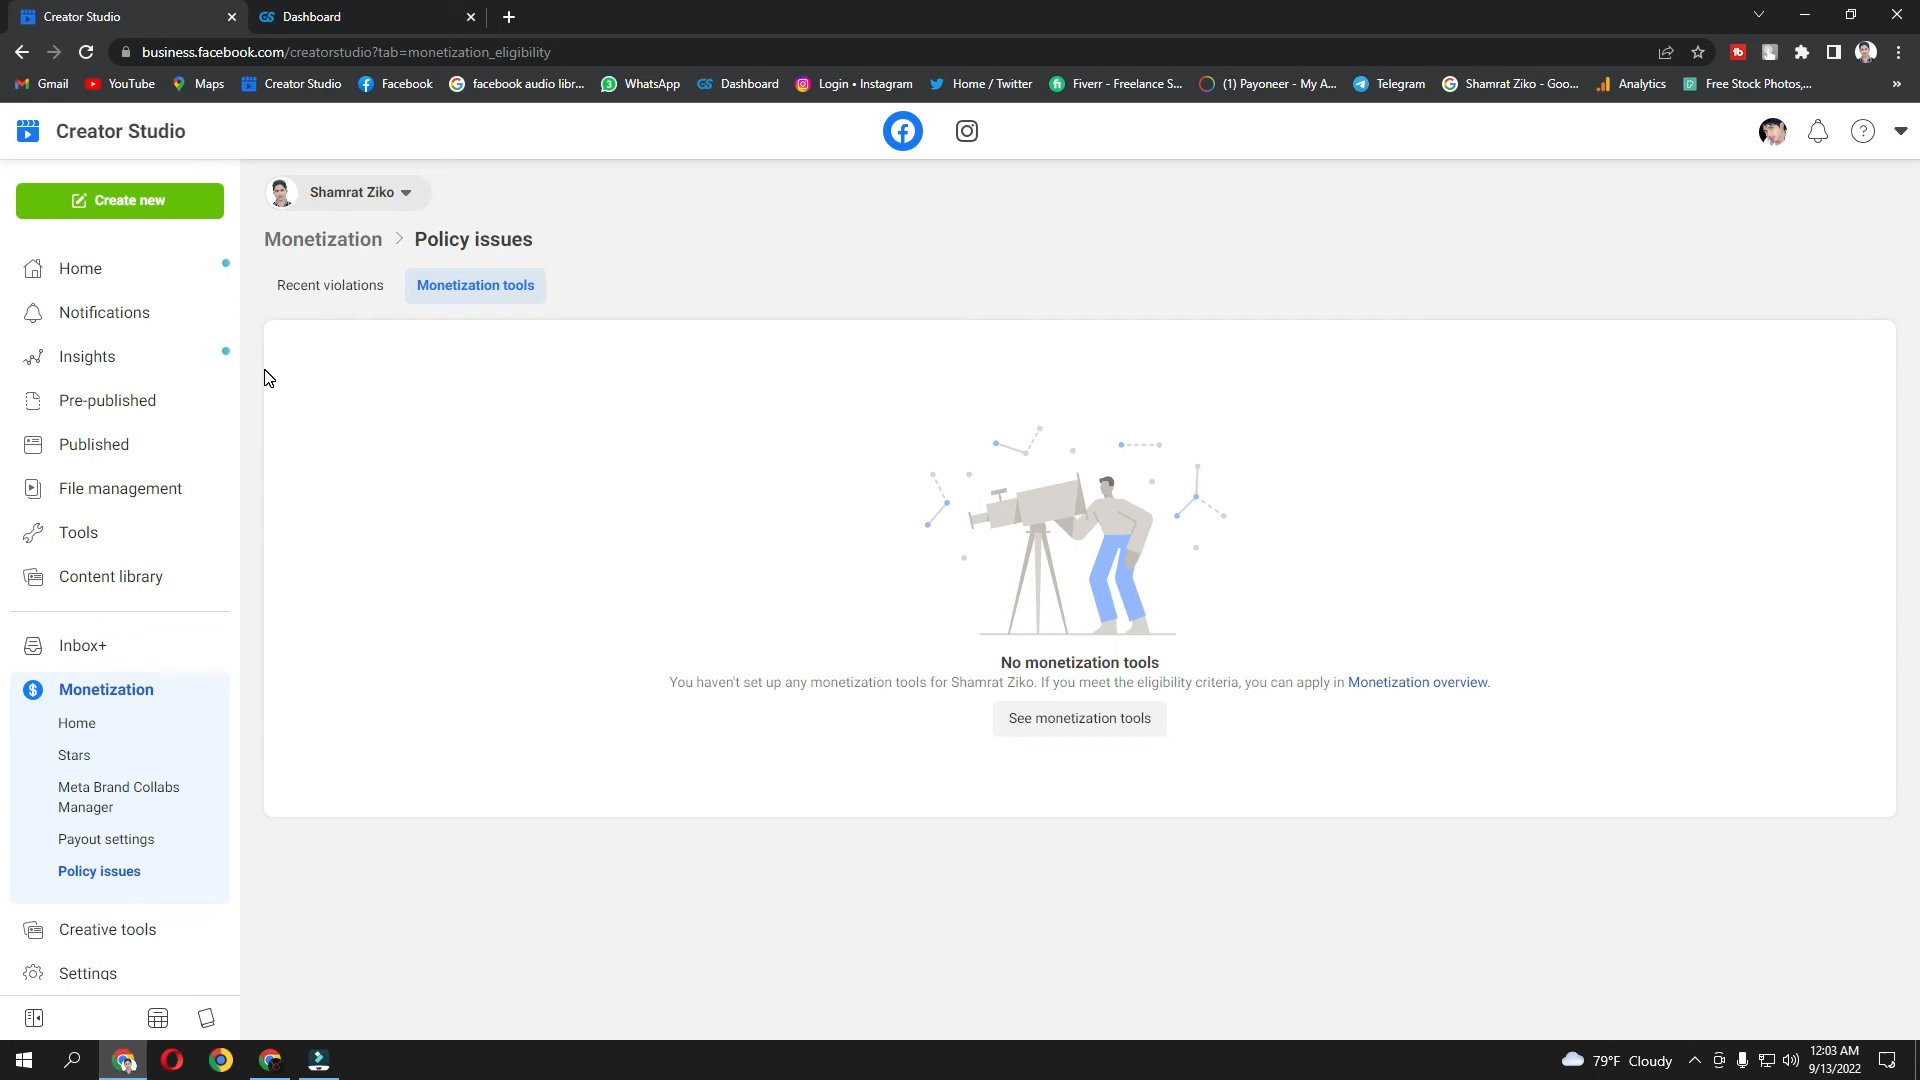 Creator Studio
Dashboard
business.facebook.com/creatorstudio?tab=monetization_eligibility
Gmail
YouTube
Maps
Creator Studio
Facebook
facebook audio libr...
WhatsApp
Dashboard
Login • Instagram
Home / Twitter
Fiverr - Freelance S...
(1) Payoneer - My A...
Telegram
Shamrat Ziko - Goo...
Analytics
Free Stock Photos,...
»
Creator Studio
Create new
Shamrat Ziko
Monetization > Policy issues
Recent violations
Monetization tools
Home
Notifications
Insights
Pre-published
Published
File management
Tools
Content library
Inbox+
Monetization
Home
Stars
Meta Brand Collabs
Manager
Payout settings
Policy issues
Creative tools
Settings
No monetization tools
You haven't set up any monetization tools for Shamrat Ziko. If you meet the eligibility criteria, you can apply in Monetization overview.
See monetization tools
79°F Cloudy
12:03 AM
9/13/2022